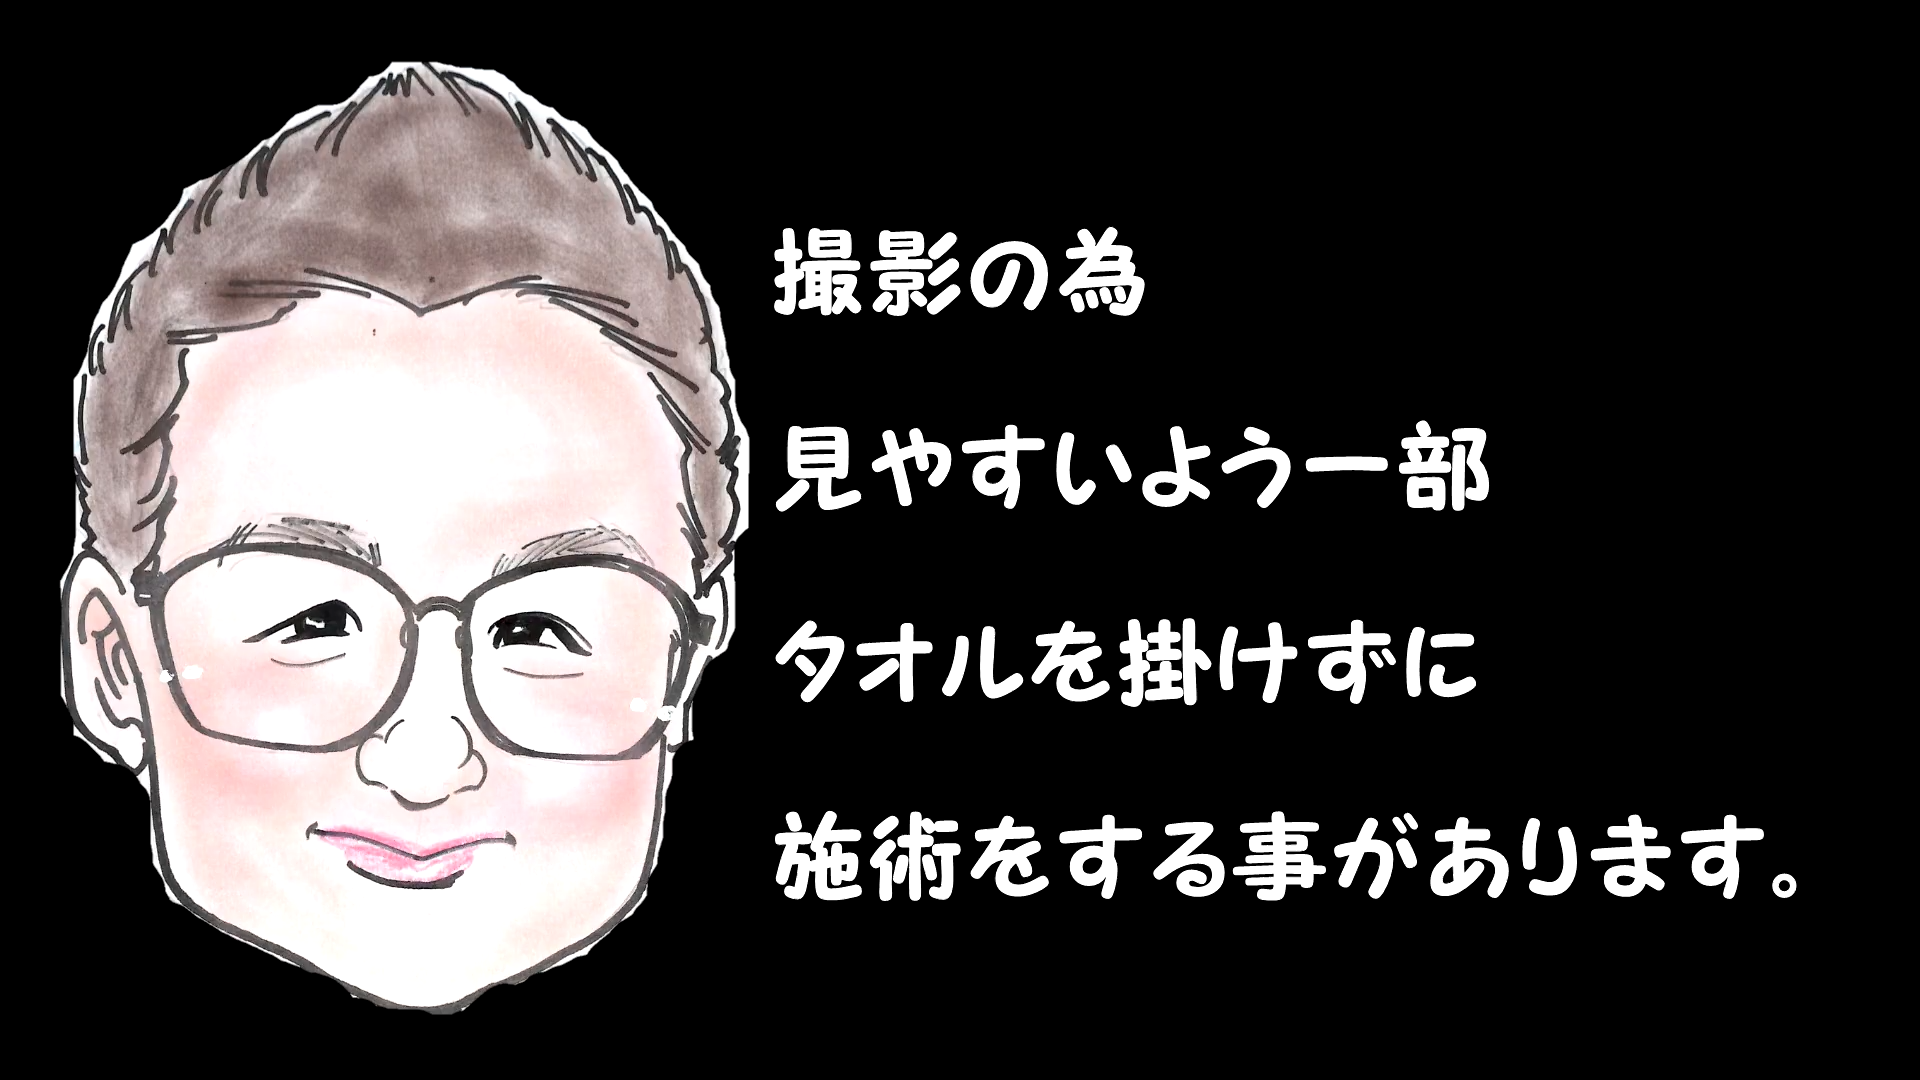 撮影の為
見やすいよう一部
タオルを掛けずに
施術をする事があります。